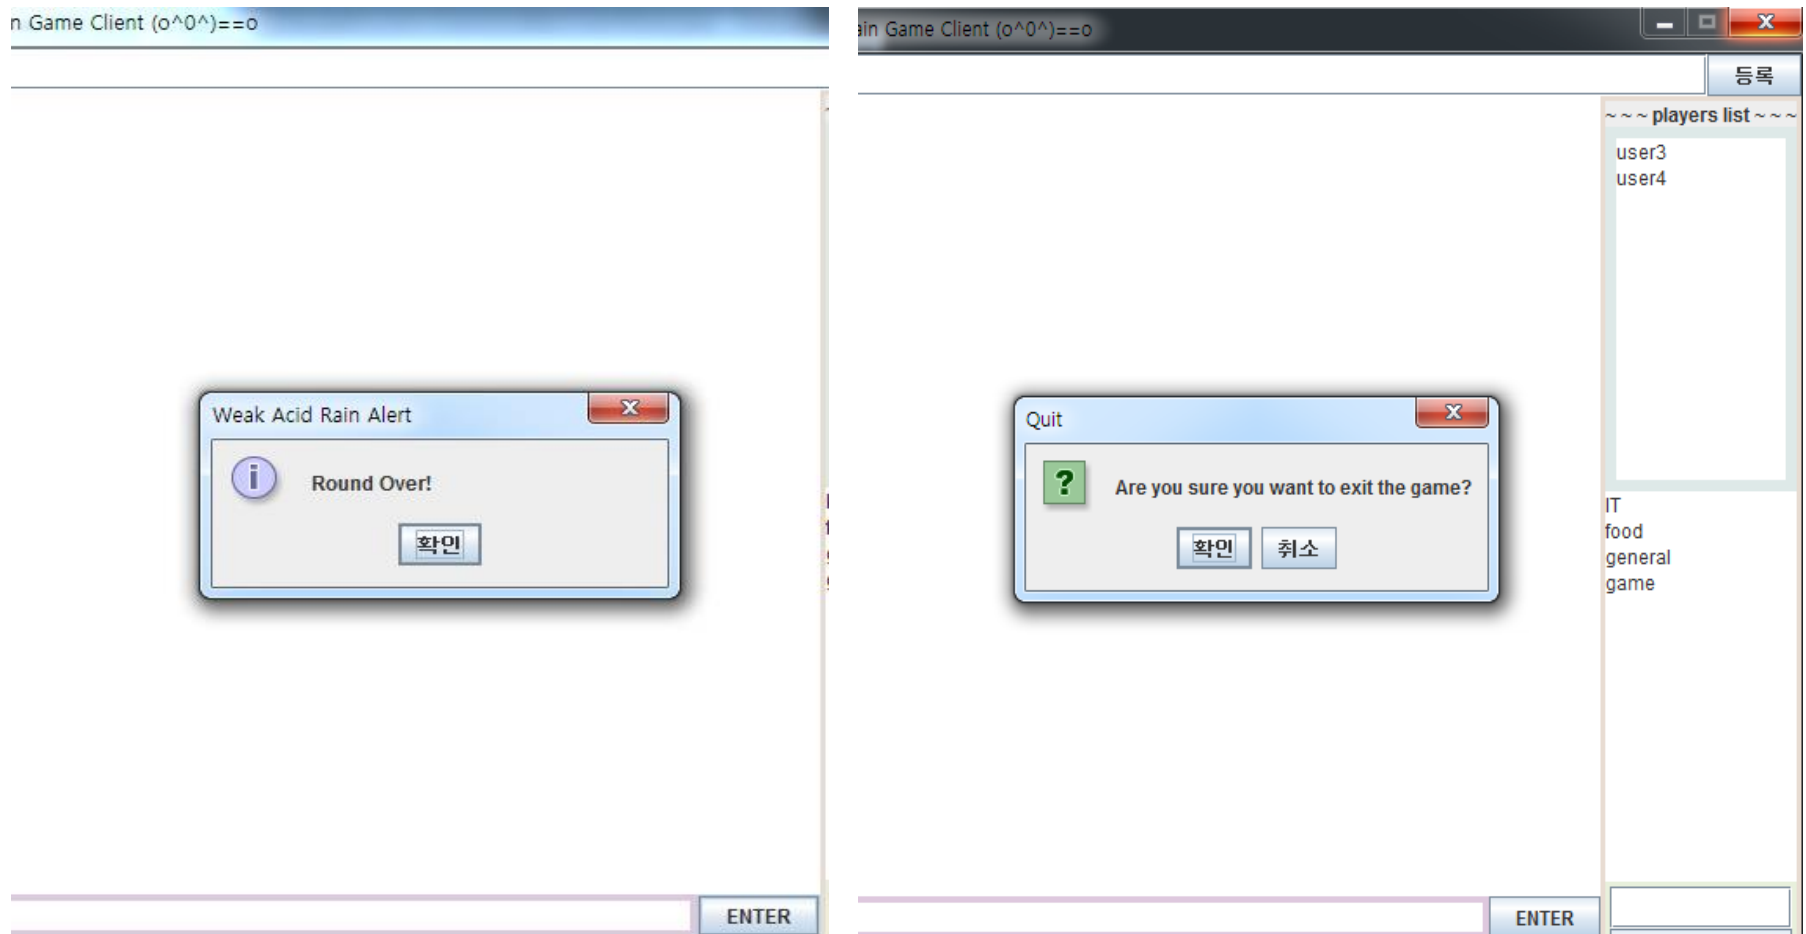 n Game Client (o^0^)==o
Weak Acid Rain Alert
Round Over!
확인
ENTER
ain Game Client (o^0^)==o
등록
~ ~ ~ players list ~ ~ ~
user3
user4
Quit
Are you sure you want to exit the game?
확인 취소
IT
food
general
game
ENTER